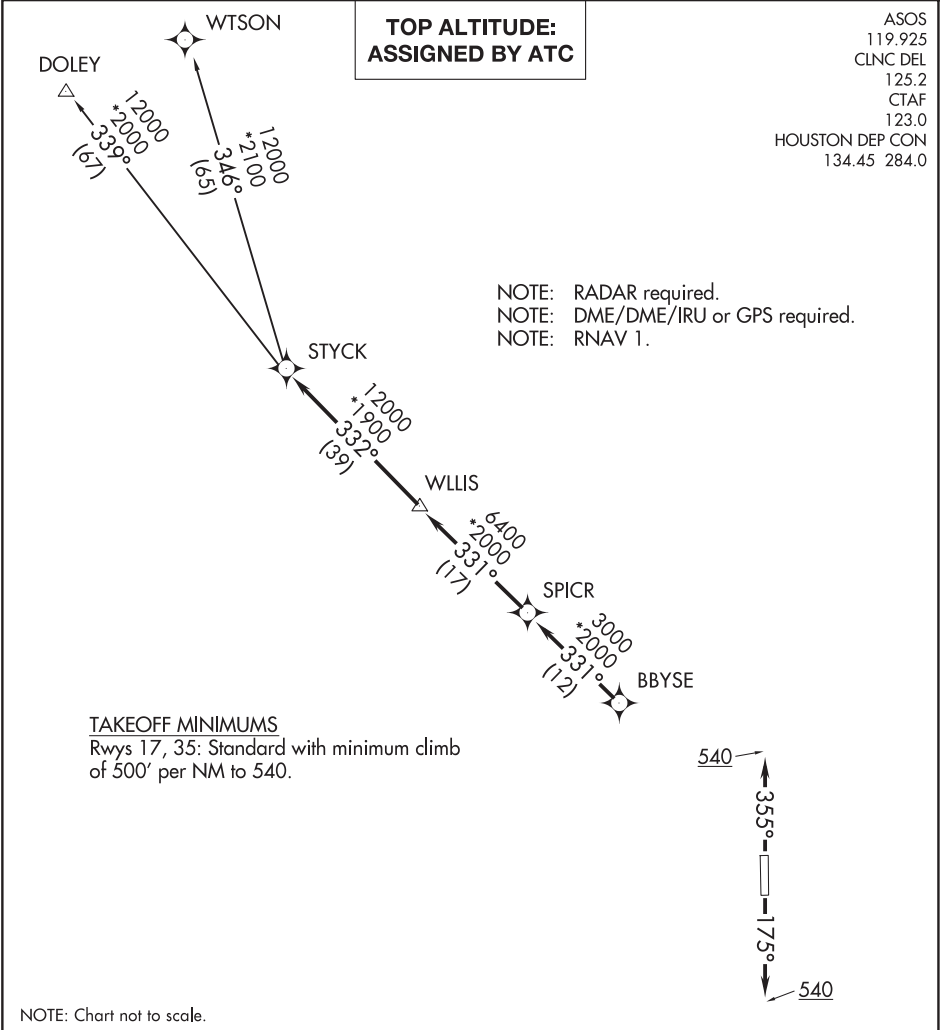 TOP ALTITUDE:
ASSIGNED BY ATC
ASOS
119.925
CLNC DEL
125.2
CTAF
123.0
HOUSTON DEP CON
134.45 284.0
WTSON
DOLEY
12000
*2000
339°
(67)
12000
*2100
346°
(65)
NOTE: RADAR required.
NOTE: DME/DME/IRU or GPS required.
NOTE: RNAV 1.
STYCK
12000
*1900
332°
(39)
WLLIS
6400
*2000
331°
(17)
SPICR
3000
*2000
331°
(12)
BBYSE
TAKEOFF MINIMUMS
Rwys 17, 35: Standard with minimum climb
of 500' per NM to 540.
540
355°
175°
540
NOTE: Chart not to scale.